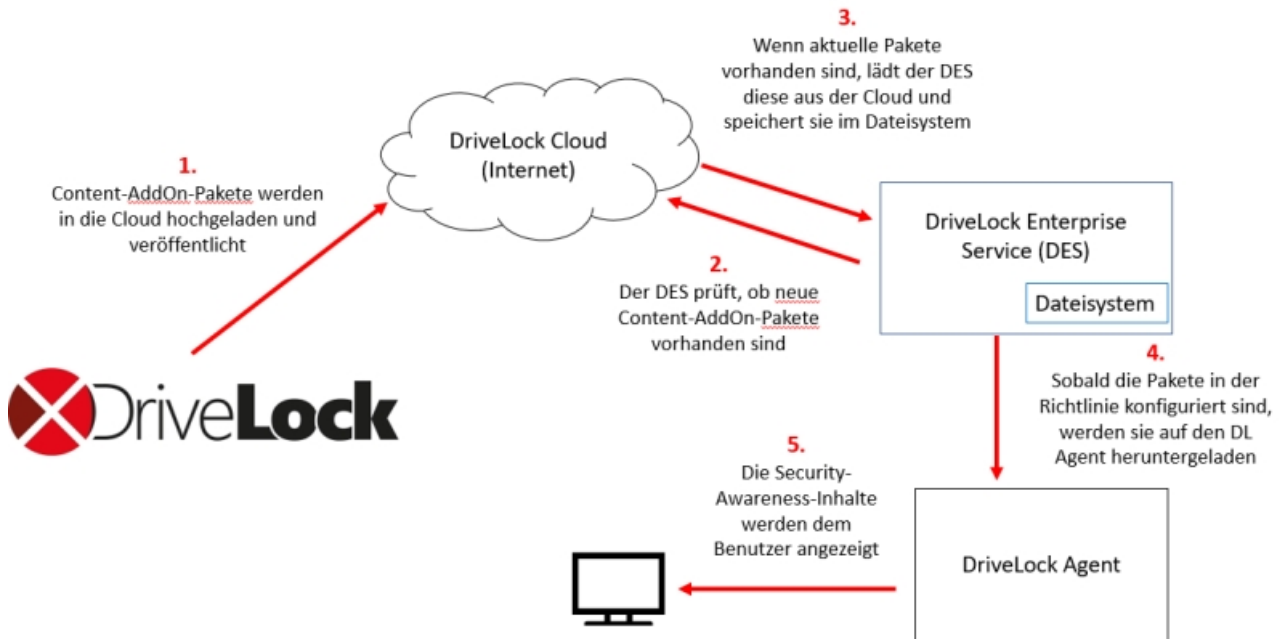 3.
Wenn aktuelle Pakete
vorhanden sind, lädt der DES
diese aus der Cloud und
speichert sie im Dateisystem
DriveLock Cloud
(Internet)
1.
Content-AddOn-Pakete werden
in die Cloud hochgeladen und
veröffentlicht
DriveLock Enterprise
Service (DES)
Dateisystem
2.
Der DES prüft, ob neue
Content-AddOn-Pakete
vorhanden sind
DriveLock
4.
Sobald die Pakete in der
Richtlinie konfiguriert sind,
werden sie auf den DL
Agent heruntergeladen
5.
Die Security-
Awareness-Inhalte
werden dem
Benutzer angezeigt
DriveLock Agent